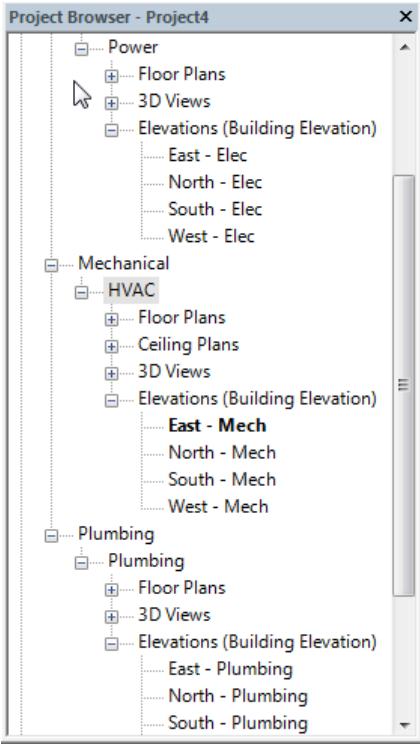 Project Browser - Project4
Power
Floor Plans
3D Views
Elevations (Building Elevation)
East - Elec
North - Elec
South - Elec
West - Elec
Mechanical
HVAC
Floor Plans
Ceiling Plans
3D Views
Elevations (Building Elevation)
East - Mech
North - Mech
South - Mech
West - Mech
Plumbing
Plumbing
Floor Plans
3D Views
Elevations (Building Elevation)
East - Plumbing
North - Plumbing
South - Plumbing